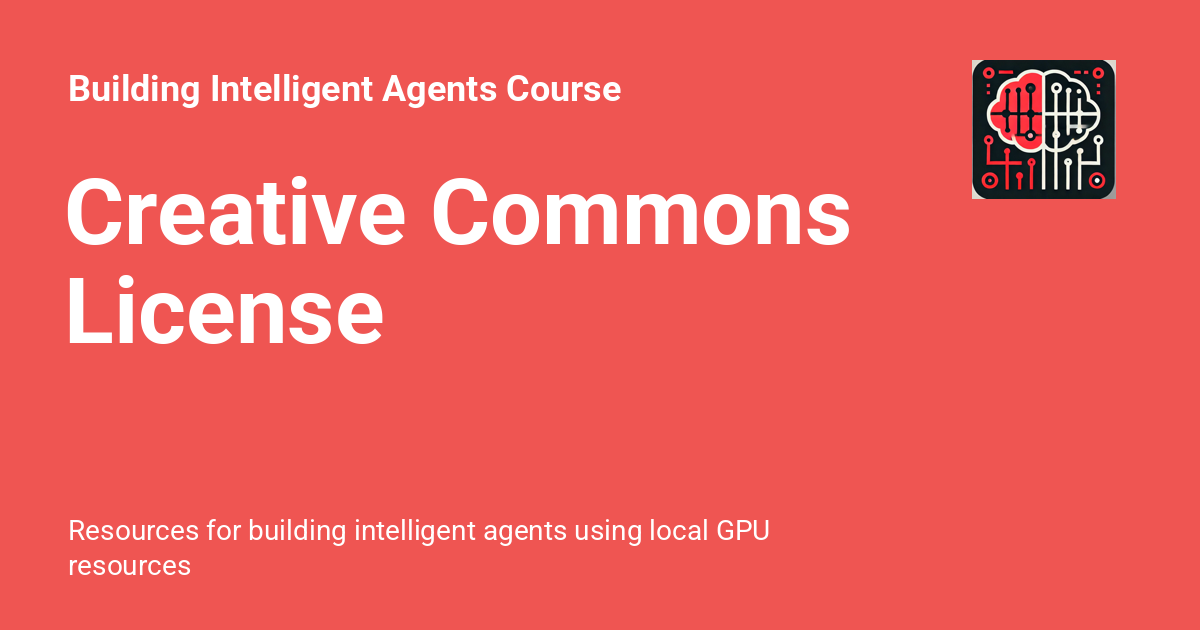 Building Intelligent Agents Course
Creative Commons
License
Resources for building intelligent agents using local GPU
resources